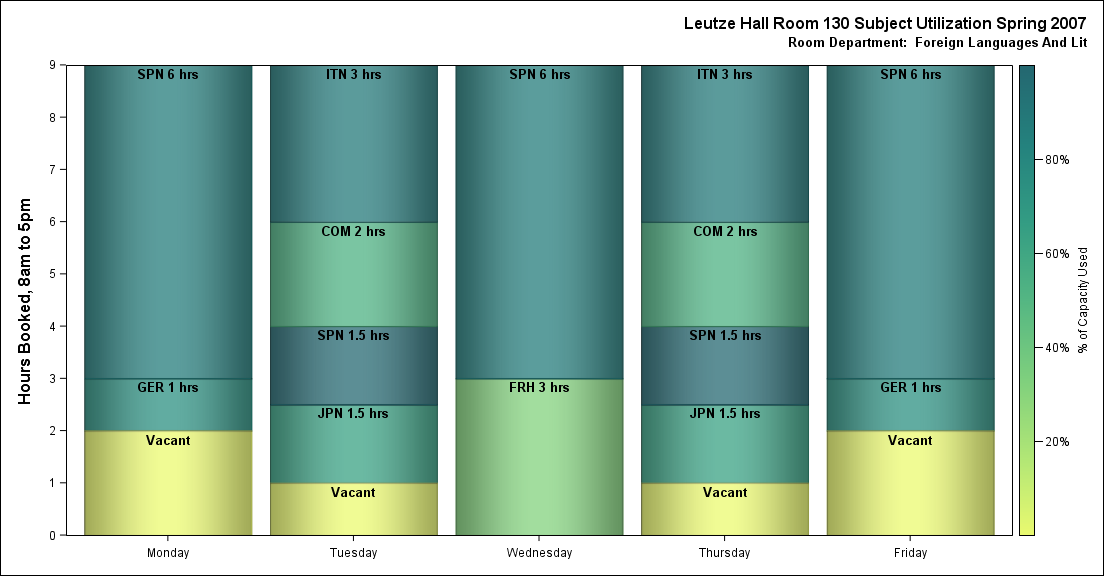 Leutze Hall Room 130 Subject Utilization Spring 2007
Room Department: Foreign Languages And Lit
Hours Booked, 8am to 5pm
9
8
7
6
5
4
3
2
1
0
SPN 6 hrs
GER 1 hrs
Vacant
Monday
ITN 3 hrs
COM 2 hrs
SPN 1.5 hrs
JPN 1.5 hrs
Vacant
Tuesday
SPN 6 hrs
FRH 3 hrs
Wednesday
ITN 3 hrs
COM 2 hrs
SPN 1.5 hrs
JPN 1.5 hrs
Vacant
Thursday
SPN 6 hrs
GER 1 hrs
Vacant
Friday
80%
60%
40%
20%
% of Capacity Used